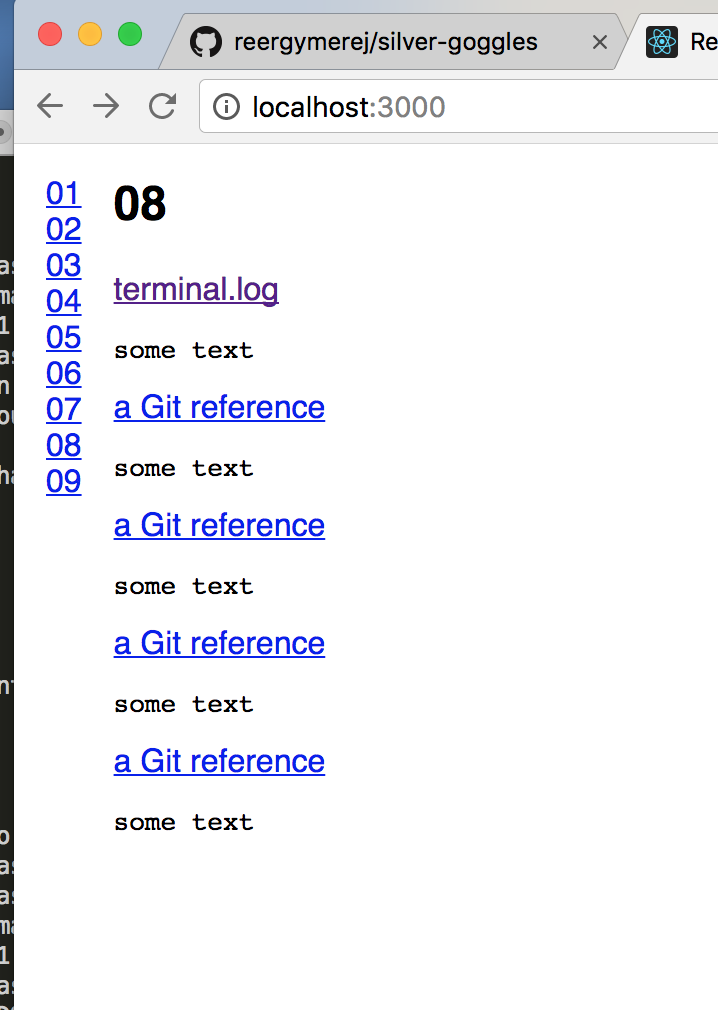 reergymerej/silver-goggles
Re
localhost:3000
01
02
03
04
05
06
07
08
09
08
terminal.log
some text
a Git reference
some text
a Git reference
some text
a Git reference
some text
a Git reference
some text